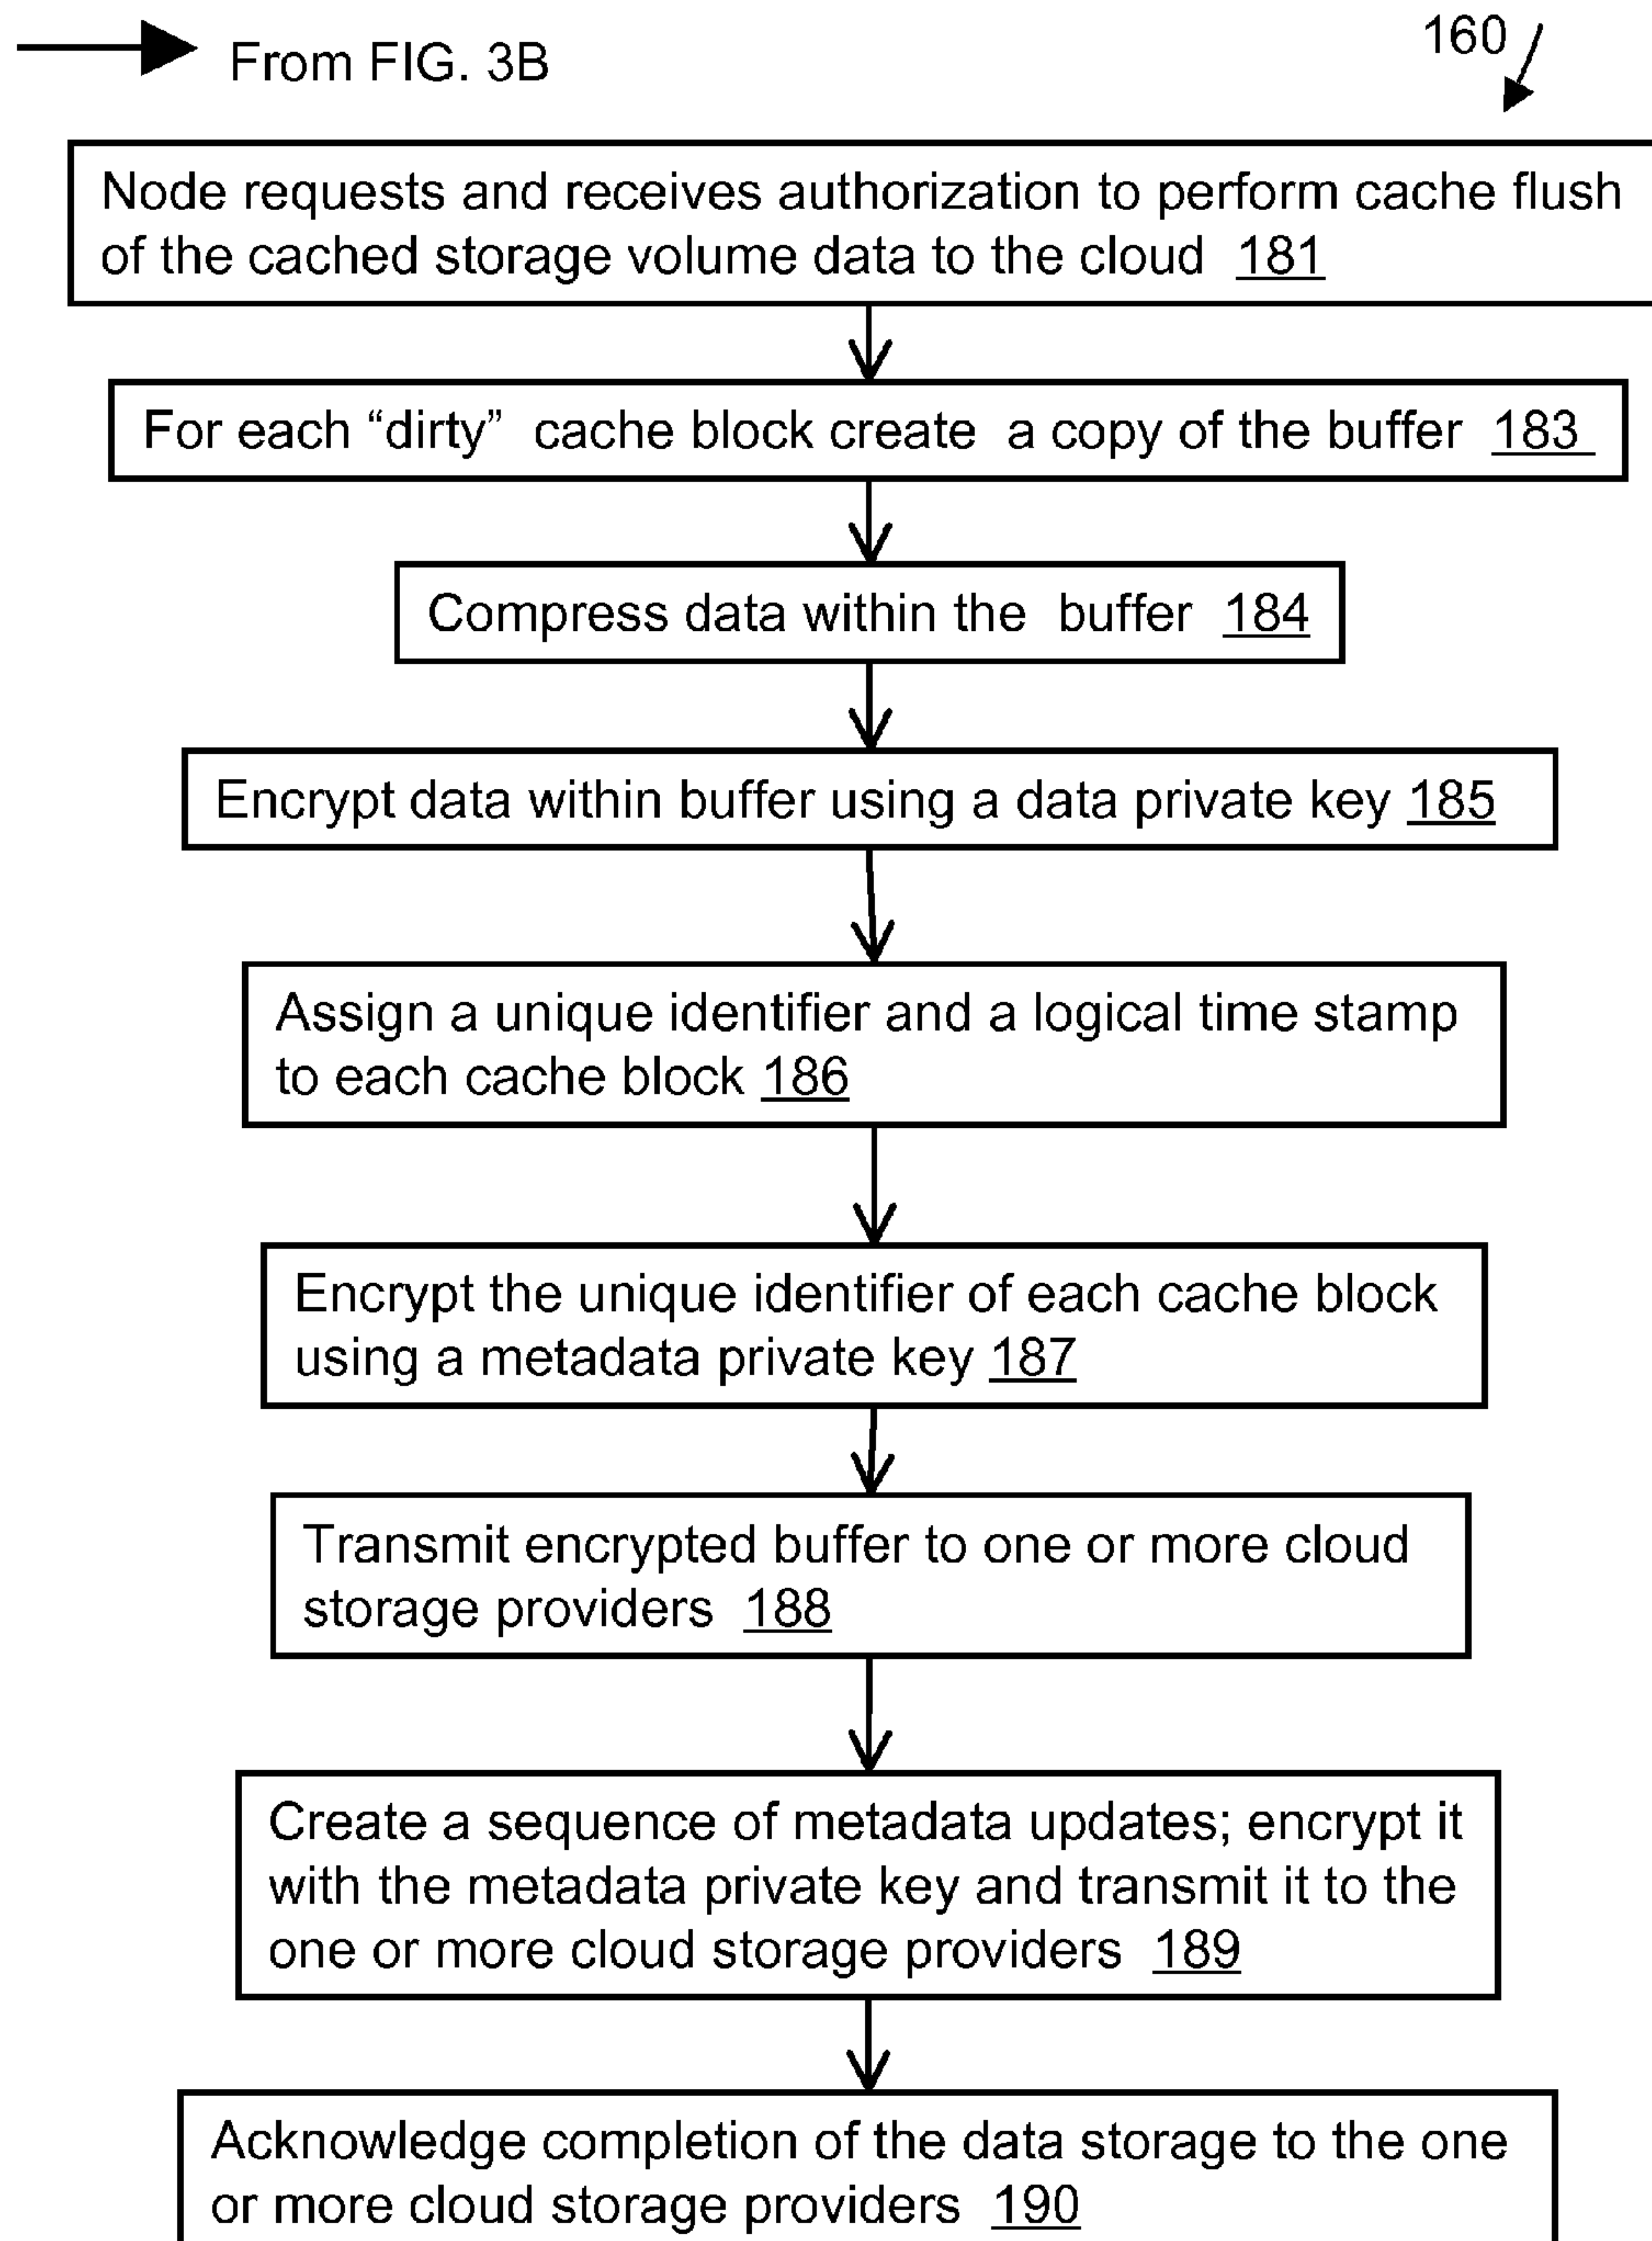 From FIG. 3B
160
Node requests and receives authorization to perform cache flush
of the cached storage volume data to the cloud 181
For each “dirty” cache block create a copy of the buffer 183
Compress data within the buffer 184
Encrypt data within buffer using a data private key 185
Assign a unique identifier and a logical time stamp
to each cache block 186
Encrypt the unique identifier of each cache block
using a metadata private key 187
Transmit encrypted buffer to one or more cloud
storage providers 188
Create a sequence of metadata updates; encrypt it
with the metadata private key and transmit it to the
one or more cloud storage providers 189
Acknowledge completion of the data storage to the one
or more cloud storage providers 190